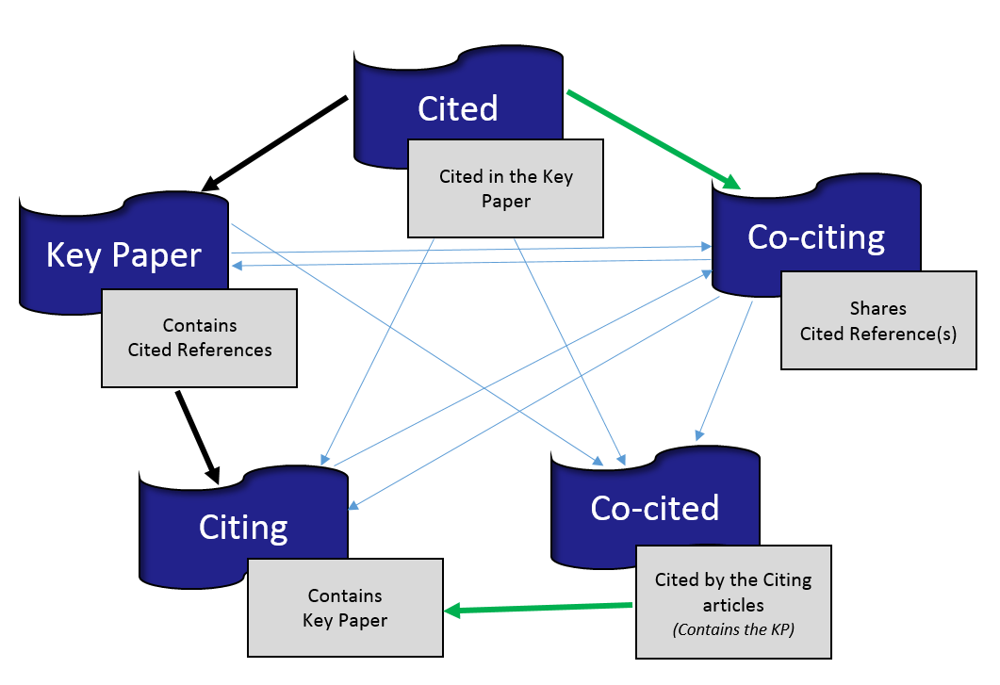 Cited
Cited in the Key
Paper
Key Paper
Contains
Cited References
Co-citing
Shares
Cited Reference(s)
Citing
Contains
Key Paper
Co-cited
Cited by the Citing
articles
(Contains the KP)